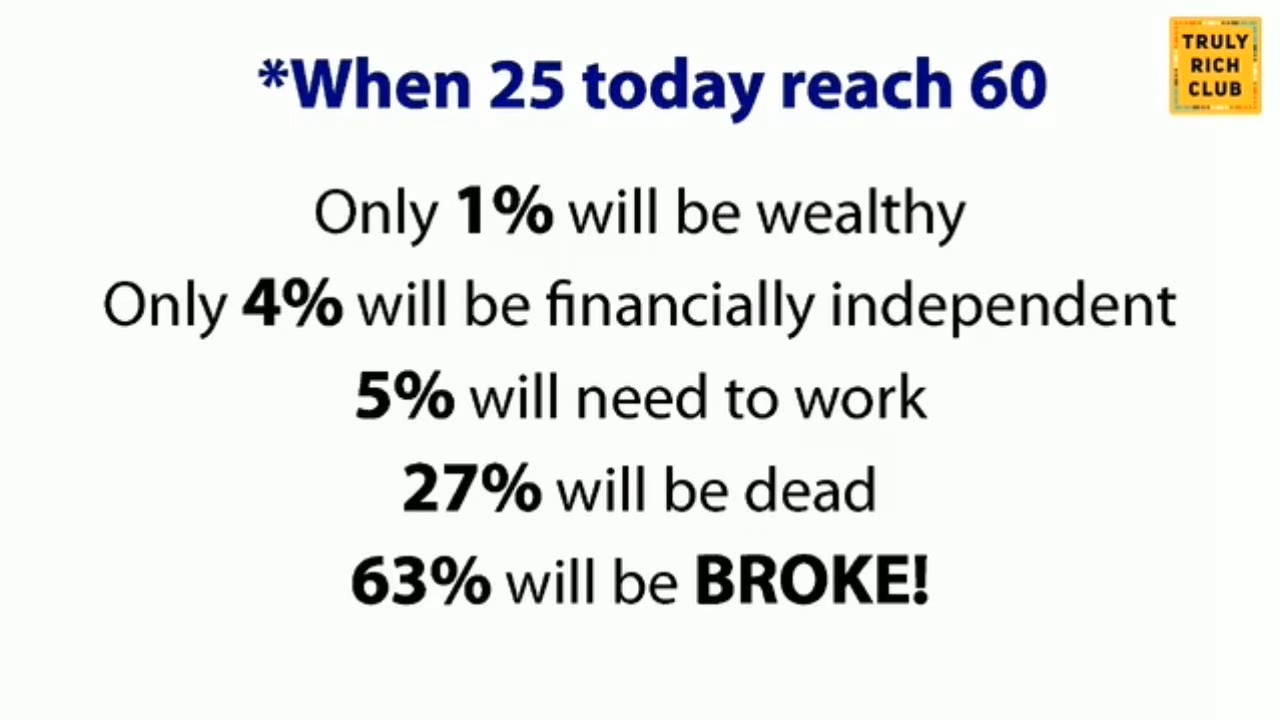 *When 25 today reach 60
TRULY
RICH
CLUB
Only 1% will be wealthy
Only 4% will be financially independent
5% will need to work
27% will be dead
63% will be BROKE!